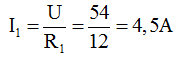 I₁ = U/R₁ = 54/12 = 4,5A